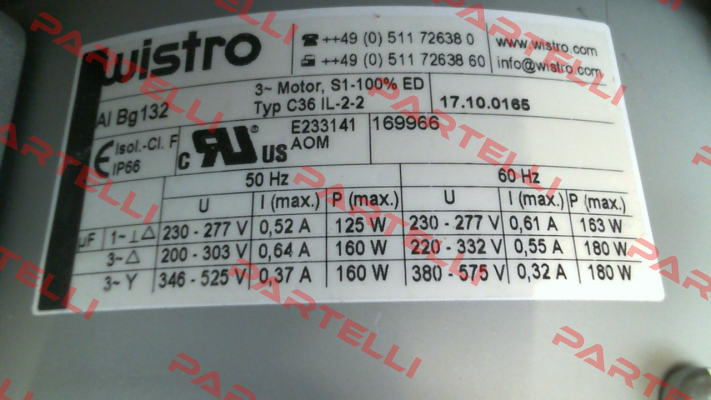 wistro
☎ ++49 (0) 511 72638 0
++49 (0) 511 72638 60
www.wistro.com
info@wistro.com
3~ Motor, S1-100% ED
AI Bg132 Typ C36 IL-2-2 17.10.0165
CE Isol.-Cl. F
IP66
c RU ® US
E233141
AOM
169966
50 Hz 60 Hz
U I (max.) P (max.) U I (max.) P (max.)
µF 1~ ⊥ △ 230 - 277 V 0,52 A 125 W 230 - 277 V 0,61 A 163 W
3~ △ 200 - 303 V 0,64 A 160 W 220 - 332 V 0,55 A 180 W
3~ Y 346 - 525 V 0,37 A 160 W 380 - 575 V 0,32 A 180 W
PARTELLI
PARTELLI
PARTELLI
PARTELLI
PARTELLI
PARTELLI